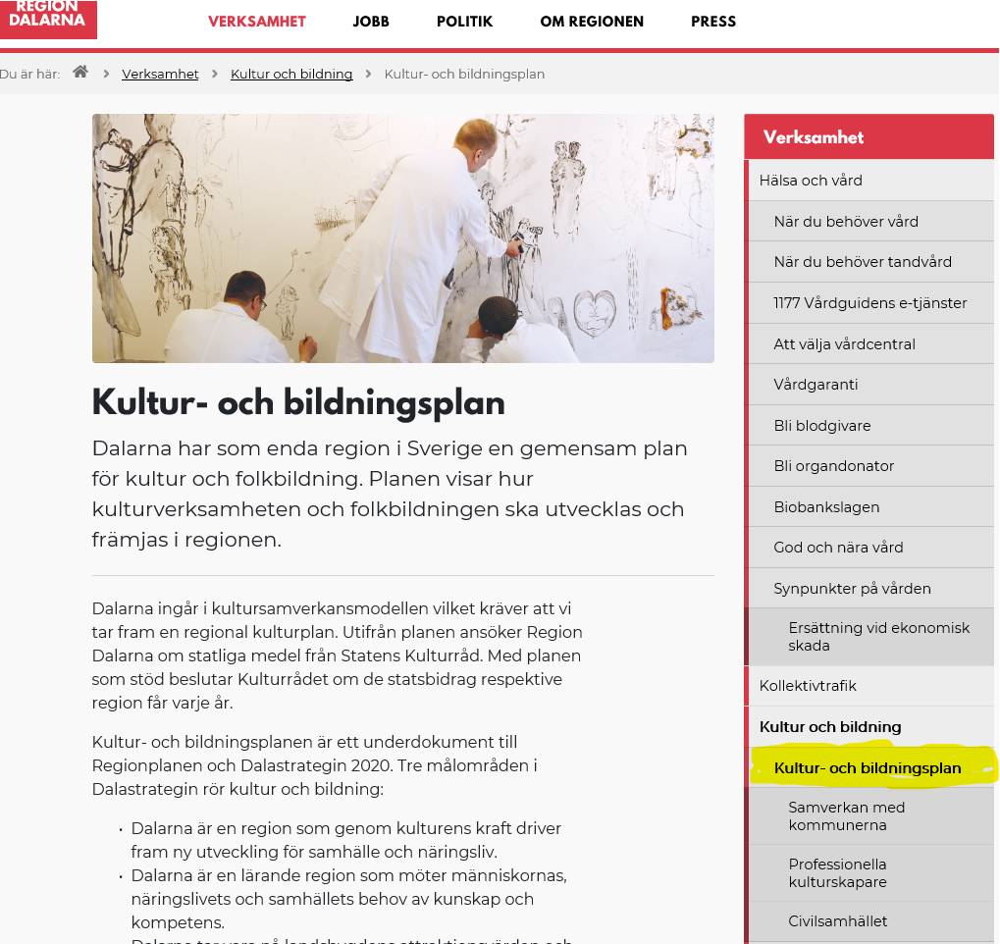 REGION
DALARNA
VERKSAMHET
JOBB
POLITIK
OM REGIONEN
PRESS
Du är här:
Verksamhet
Kultur och bildning
Kultur- och bildningsplan
Kultur- och bildningsplan
Dalarna har som enda region i Sverige en gemensam plan
för kultur och folkbildning. Planen visar hur
kulturverksamheten och folkbildningen ska utvecklas och
främjas i regionen.
Dalarna ingår i kultursamverkansmodellen vilket kräver att vi
tar fram en regional kulturplan. Utifrån planen ansöker Region
Dalarna om statliga medel från Statens Kulturråd. Med planen
som stöd beslutar Kulturrådet om de statsbidrag respektive
region får varje år.
Kultur- och bildningsplanen är ett underdokument till
Regionplanen och Dalastrategin 2020. Tre målområden i
Dalastrategin rör kultur och bildning:
• Dalarna är en region som genom kulturens kraft driver
fram ny utveckling för samhälle och näringsliv.
• Dalarna är en lärande region som möter människornas,
näringslivets och samhällets behov av kunskap och
kompetens.
Verksamhet
Hälsa och vård
När du behöver vård
När du behöver tandvård
1177 Vårdguidens e-tjänster
Att välja vårdcentral
Vårdgaranti
Bli blodgivare
Bli organdonator
Biobankslagen
God och nära vård
Synpunkter på vården
Ersättning vid ekonomisk
skada
Kollektivtrafik
Kultur och bildning
Kultur- och bildningsplan
Samverkan med
kommunerna
Professionella
kulturskapare
Civilsamhället